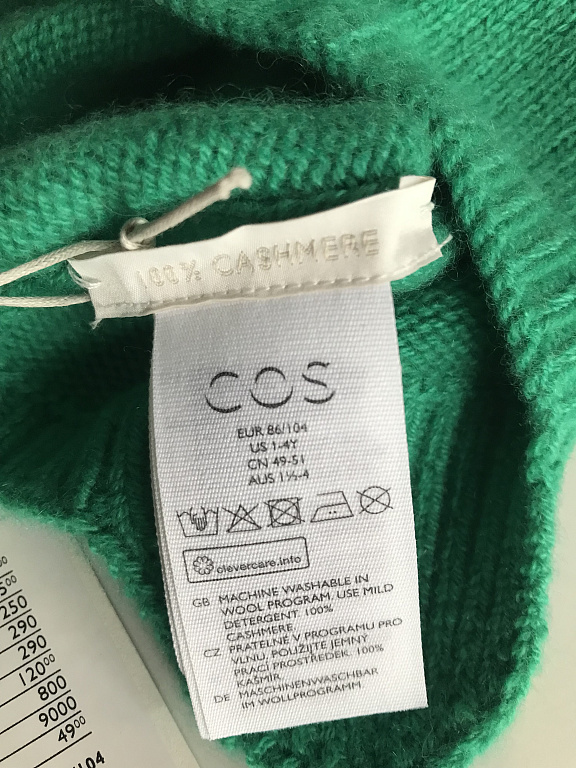 100% CASHMERE
COS
EUR 86/104
US 1-4Y
CN 49-51
AUS 1½-4
clevercare.info
GB MACHINE WASHABLE IN
WOOL PROGRAM. USE MILD
DETERGENT. 100%
CASHMERE.
CZ PRATELNÉ V PROGRAMU PRO
VLNU, POUŽIJTE JEMNÝ
PRACÍ PROSTŘEDEK. 100%
KAŠMÍR.
DE MASCHINENWASCHBAR
IM WOLLPROGRAMM.
250
290
290
1200
800
9000
4900